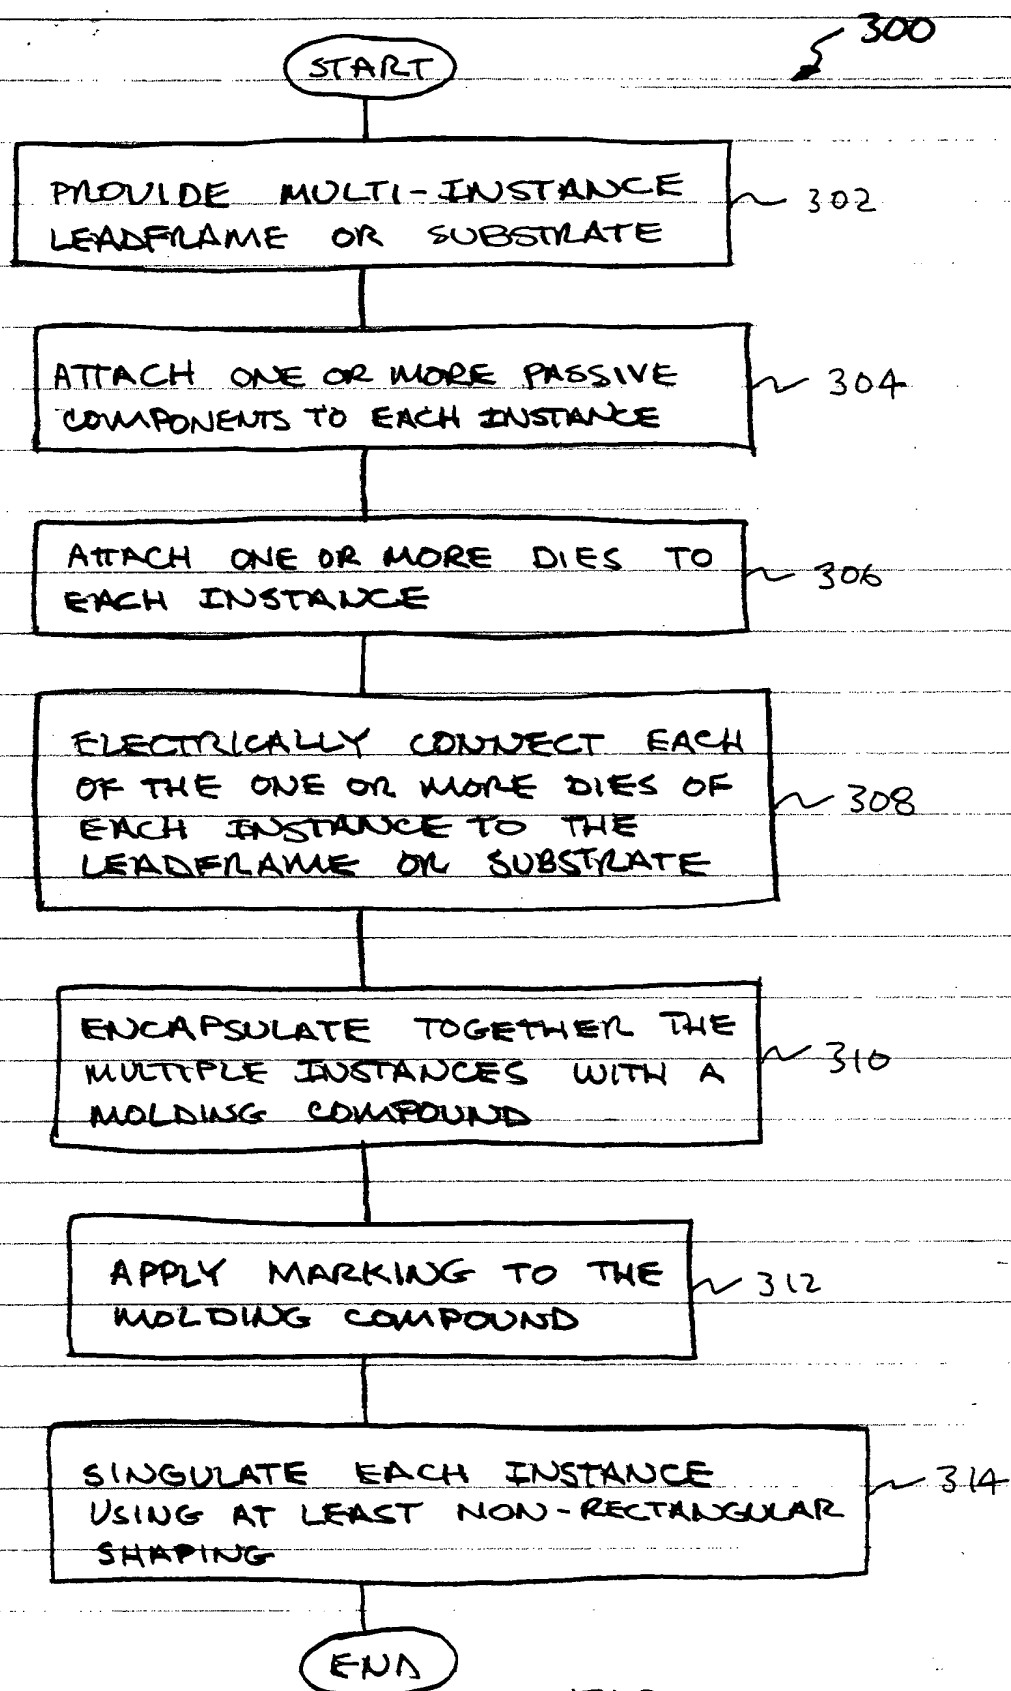 300
START
PROVIDE MULTI-INSTANCE
LEADFRAME OR SUBSTRATE
302
ATTACH ONE OR MORE PASSIVE
COMPONENTS TO EACH INSTANCE
304
ATTACH ONE OR MORE DIES TO
EACH INSTANCE
306
ELECTRICALLY CONNECT EACH
OF THE ONE OR MORE DIES OF
EACH INSTANCE TO THE
LEADFRAME OR SUBSTRATE
308
ENCAPSULATE TOGETHER THE
MULTIPLE INSTANCES WITH A
MOLDING COMPOUND
310
APPLY MARKING TO THE
MOLDING COMPOUND
312
SINGULATE EACH INSTANCE
USING AT LEAST NON-RECTANGULAR
SHAPING
314
END